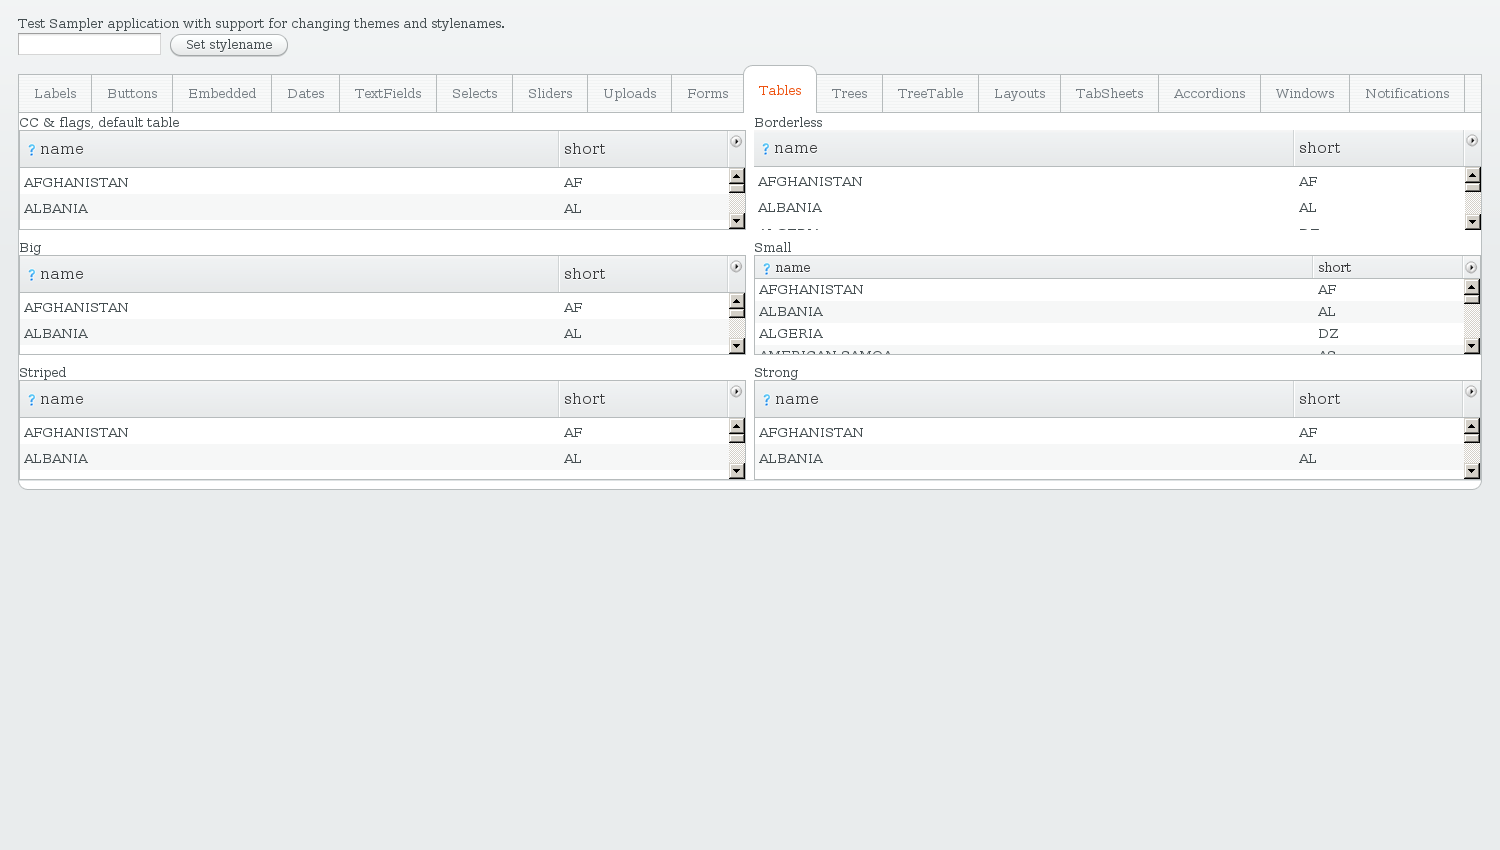 Test Sampler application with support for changing themes and stylenames.
Set stylename
Labels Buttons Embedded Dates TextFields Selects Sliders Uploads Forms Tables Trees TreeTable Layouts TabSheets Accordions Windows Notifications
CC & flags, default table
? name short
AFGHANISTAN AF
ALBANIA AL
Borderless
? name short
AFGHANISTAN AF
ALBANIA AL
Big
? name short
AFGHANISTAN AF
ALBANIA AL
Small
? name short
AFGHANISTAN AF
ALBANIA AL
ALGERIA DZ
AMERICAN SAMOA AS
Striped
? name short
AFGHANISTAN AF
ALBANIA AL
Strong
? name short
AFGHANISTAN AF
ALBANIA AL